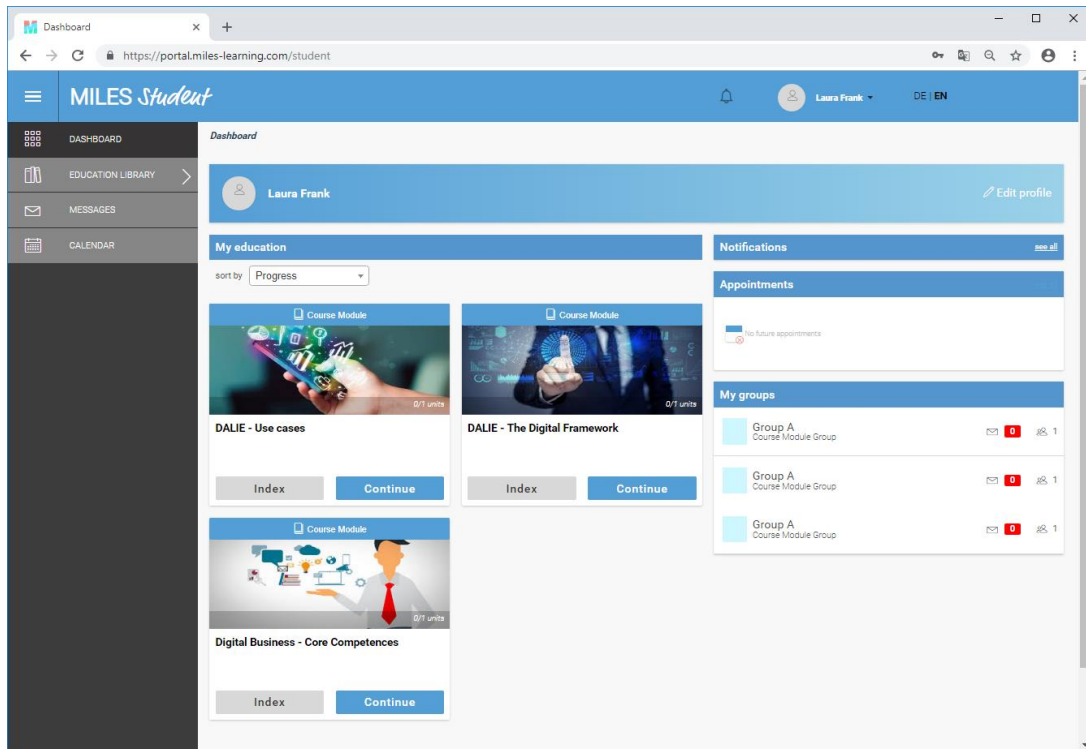 Dashboard
https://portal.miles-learning.com/student
MILES Student
Laura Frank
DE | EN
DASHBOARD
EDUCATION LIBRARY
MESSAGES
CALENDAR
Dashboard
Laura Frank
Edit profile
My education
sort by Progress
Course Module
0/1 units
DALIE - Use cases
Index Continue
Course Module
0/1 units
DALIE - The Digital Framework
Index Continue
Course Module
0/1 units
Digital Business - Core Competences
Index Continue
Notifications see all
Appointments
No future appointments
My groups
Group A
Course Module Group
0 1
Group A
Course Module Group
0 1
Group A
Course Module Group
0 1